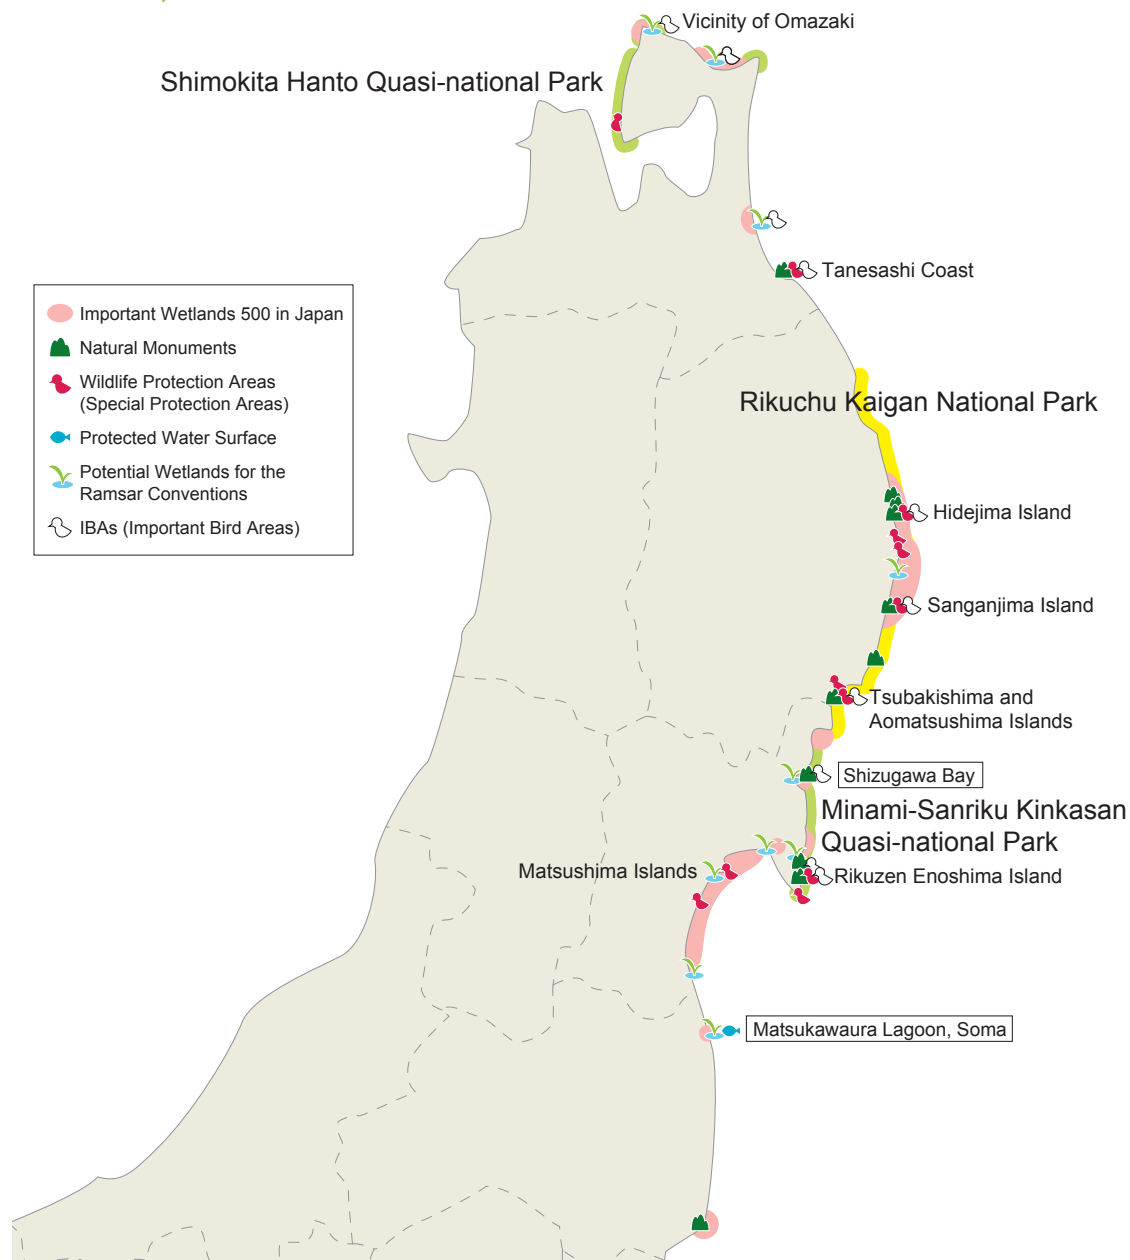 Vicinity of Omazaki
Shimokita Hanto Quasi-national Park
Tanesashi Coast
Important Wetlands 500 in Japan
Natural Monuments
Wildlife Protection Areas
(Special Protection Areas)
Protected Water Surface
Potential Wetlands for the
Ramsar Conventions
IBAs (Important Bird Areas)
Rikuchu Kaigan National Park
Hidejima Island
Sanganjima Island
Tsubakishima and
Aomatsushima Islands
Shizugawa Bay
Minami-Sanriku Kinkasan
Quasi-national Park
Matsushima Islands
Rikuzen Enoshima Island
Matsukawaura Lagoon, Soma